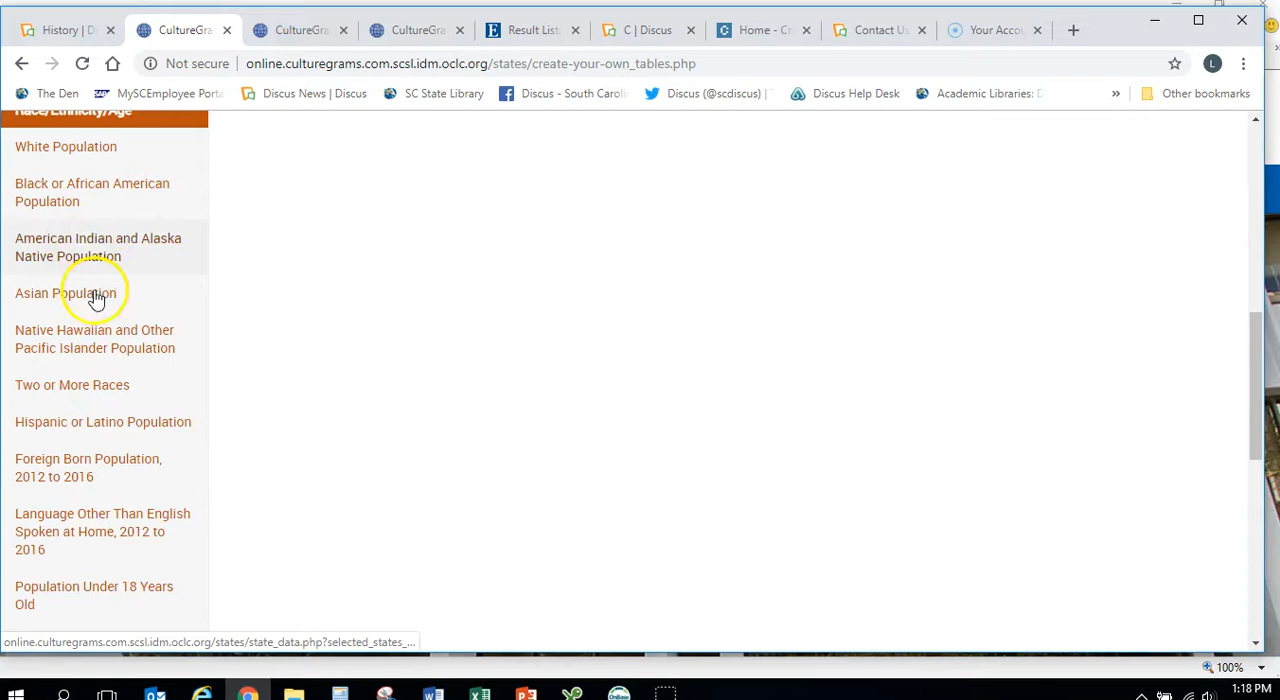 History | D
CultureGra
CultureGra
CultureGra
Result List:
C | Discus
Home - C
Contact Us
Your Acco
Not secure online.culturegrams.com.scsl.idm.oclc.org/states/create-your-own_tables.php
L
The Den
MySCEmployee Porta
Discus News | Discus
SC State Library
Discus - South Caroli
Discus (@scdiscus) | T
Discus Help Desk
Academic Libraries: D
»
Other bookmarks
Race/Ethnicity/Age
White Population
Black or African American
Population
American Indian and Alaska
Native Population
Asian Population
Native Hawaiian and Other
Pacific Islander Population
Two or More Races
Hispanic or Latino Population
Foreign Born Population,
2012 to 2016
Language Other Than English
Spoken at Home, 2012 to
2016
Population Under 18 Years
Old
online.culturegrams.com.scsl.idm.oclc.org/states/state_data.php?selected_states_...
100%
1:18 PM